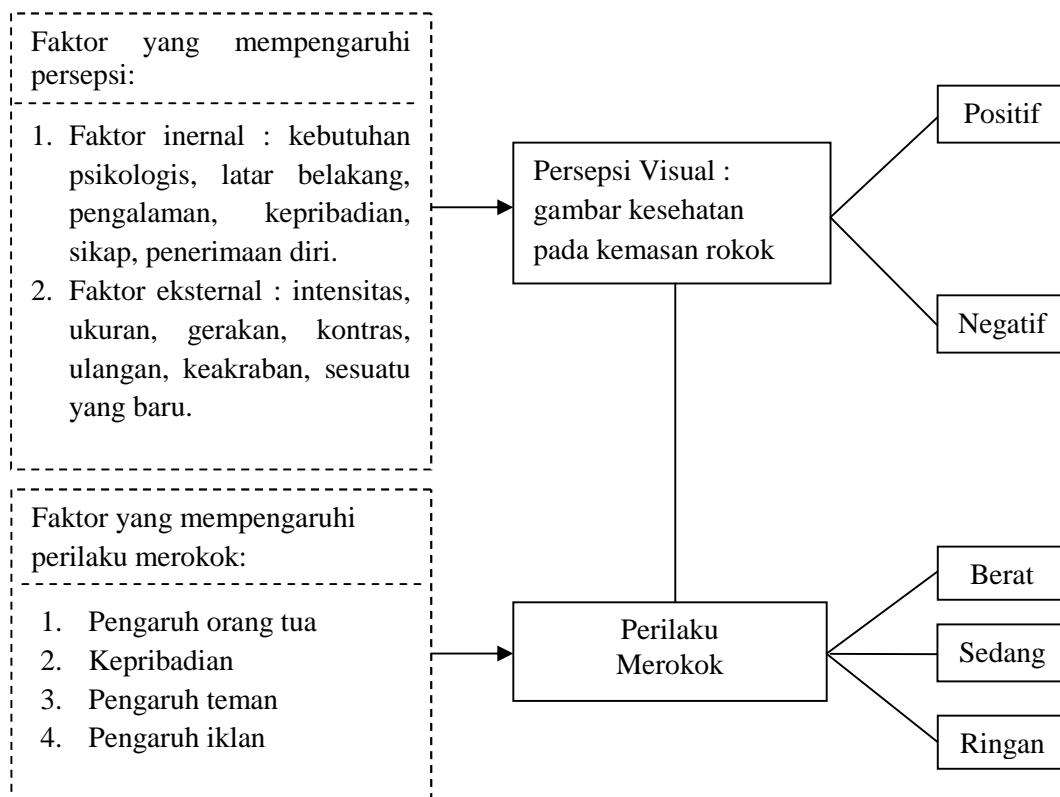 Faktor yang mempengaruhi
persepsi:
1. Faktor inernal : kebutuhan
psikologis, latar belakang,
pengalaman, kepribadian,
sikap, penerimaan diri.
2. Faktor eksternal : intensitas,
ukuran, gerakan, kontras,
ulangan, keakraban, sesuatu
yang baru.
Persepsi Visual :
gambar kesehatan
pada kemasan rokok
Positif
Negatif
Faktor yang mempengaruhi
perilaku merokok:
1. Pengaruh orang tua
2. Kepribadian
3. Pengaruh teman
4. Pengaruh iklan
Perilaku
Merokok
Berat
Sedang
Ringan